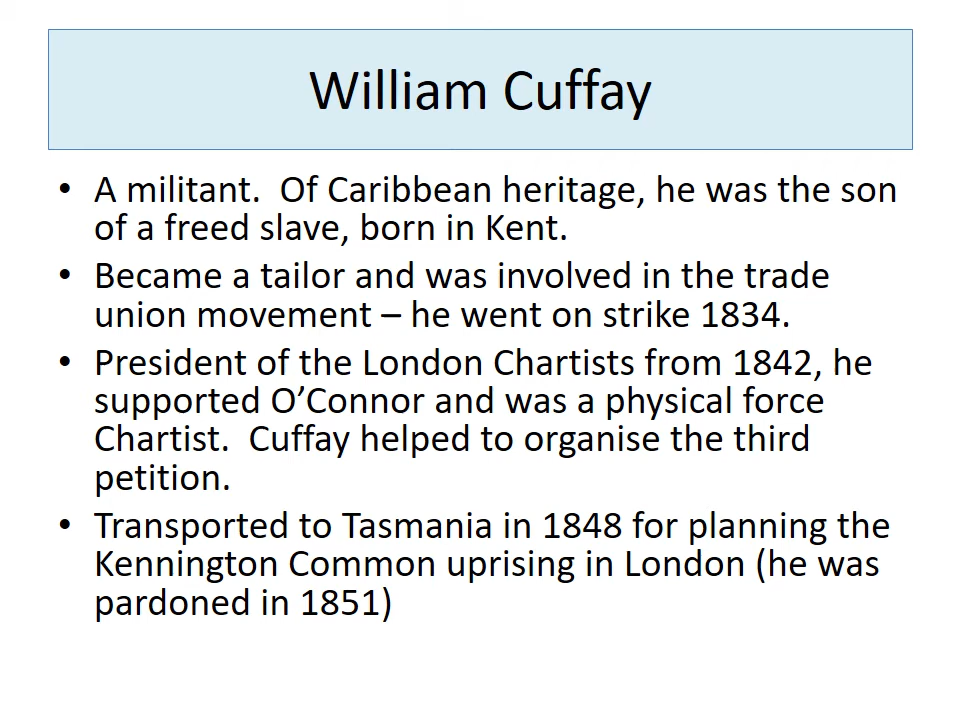 William Cuffay
• A militant.  Of Caribbean heritage, he was the son
of a freed slave, born in Kent.
• Became a tailor and was involved in the trade
union movement – he went on strike 1834.
• President of the London Chartists from 1842, he
supported O’Connor and was a physical force
Chartist.  Cuffay helped to organise the third
petition.
• Transported to Tasmania in 1848 for planning the
Kennington Common uprising in London (he was
pardoned in 1851)